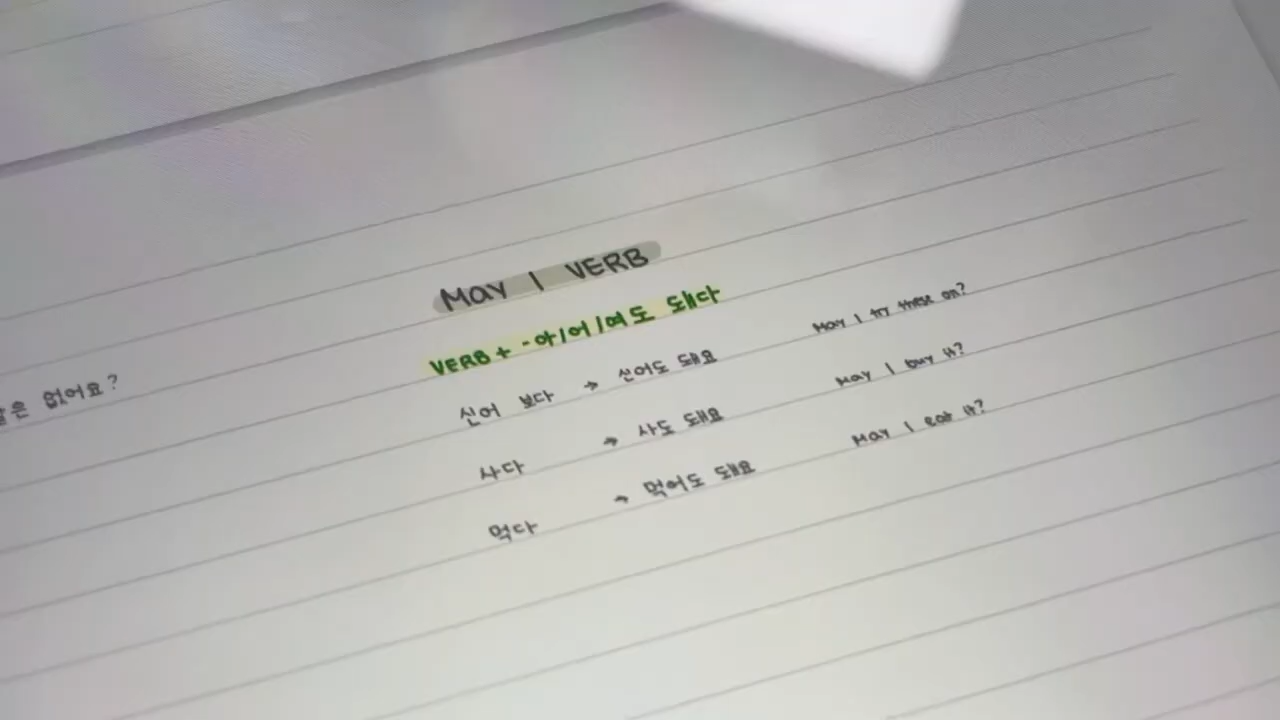 MAY I VERB
VERB + -아/어/여도 돼다
신어 보다 → 신어도 돼요 May I try these on?
사다 → 사도 돼요 May I buy it?
먹다 → 먹어도 돼요 May I eat it?
은 없어요?